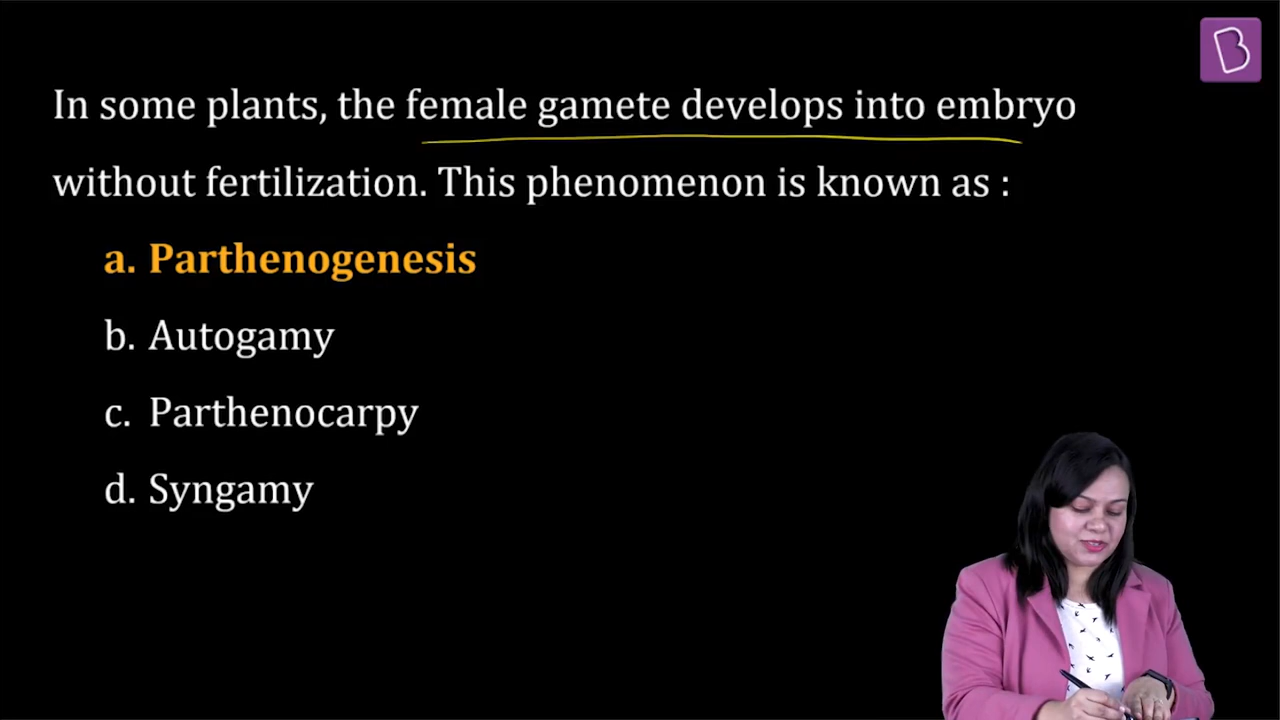 In some plants, the female gamete develops into embryo
without fertilization. This phenomenon is known as :
a. Parthenogenesis
b. Autogamy
c. Parthenocarpy
d. Syngamy
B